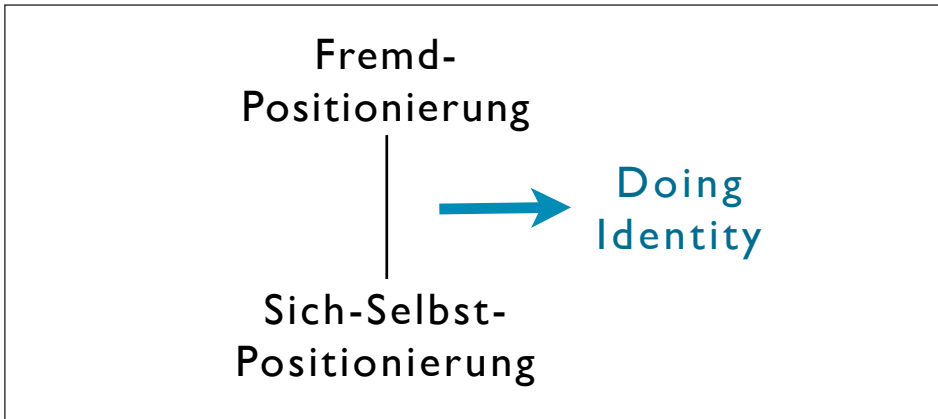 Fremd-
Positionierung
Doing
Identity
Sich-Selbst-
Positionierung